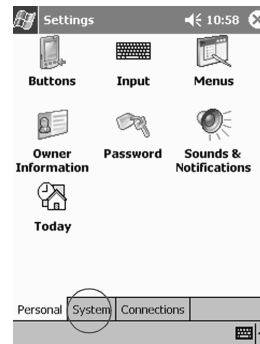 Settings 10:58
Buttons Input Menus
Owner Information Password Sounds & Notifications
Today
Personal System Connections